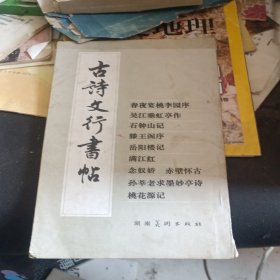 古詩文行書帖
春夜宴桃李园序
吴江垂虹亭作
石钟山记
滕王阁序
岳阳楼记
满江红
念奴娇 赤壁怀古
孙莘老求墨妙亭诗
桃花源记
湖南美术出版社
地理